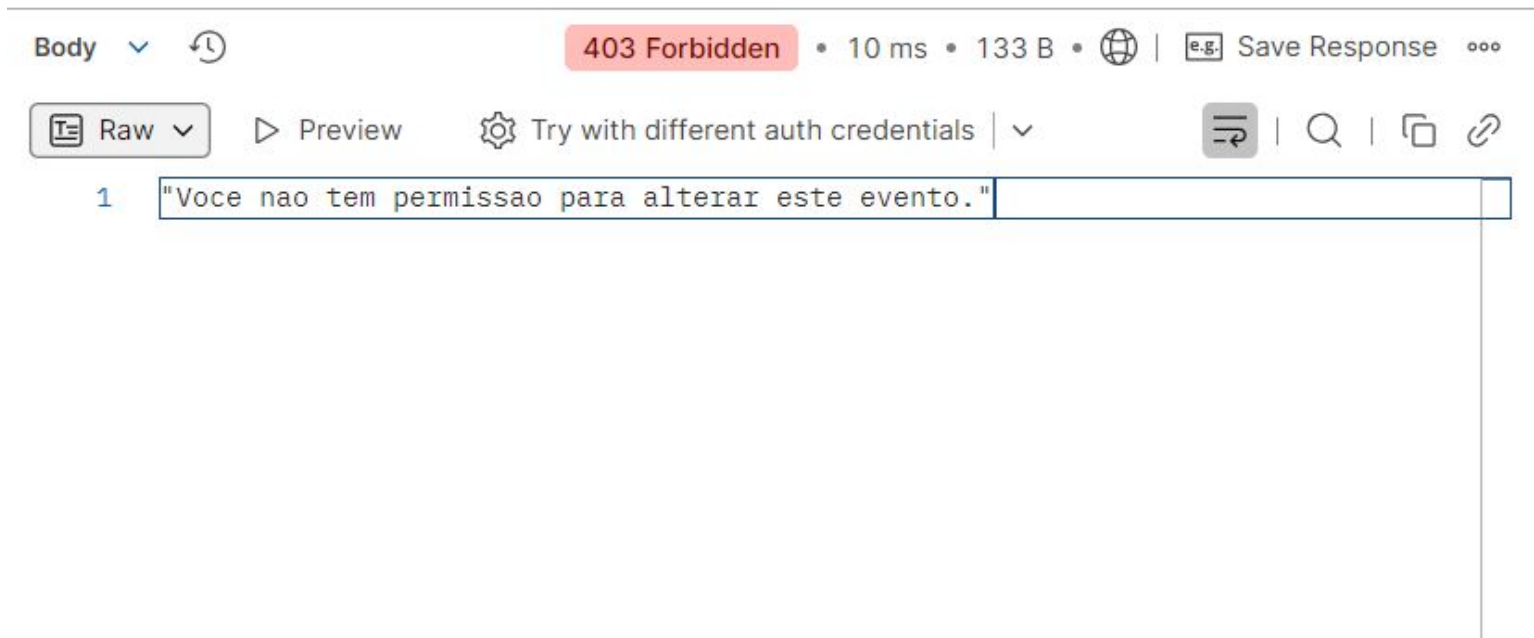 Body 403 Forbidden • 10 ms • 133 B • | e.g. Save Response
Raw Preview Try with different auth credentials |
1 "Voce nao tem permissao para alterar este evento."